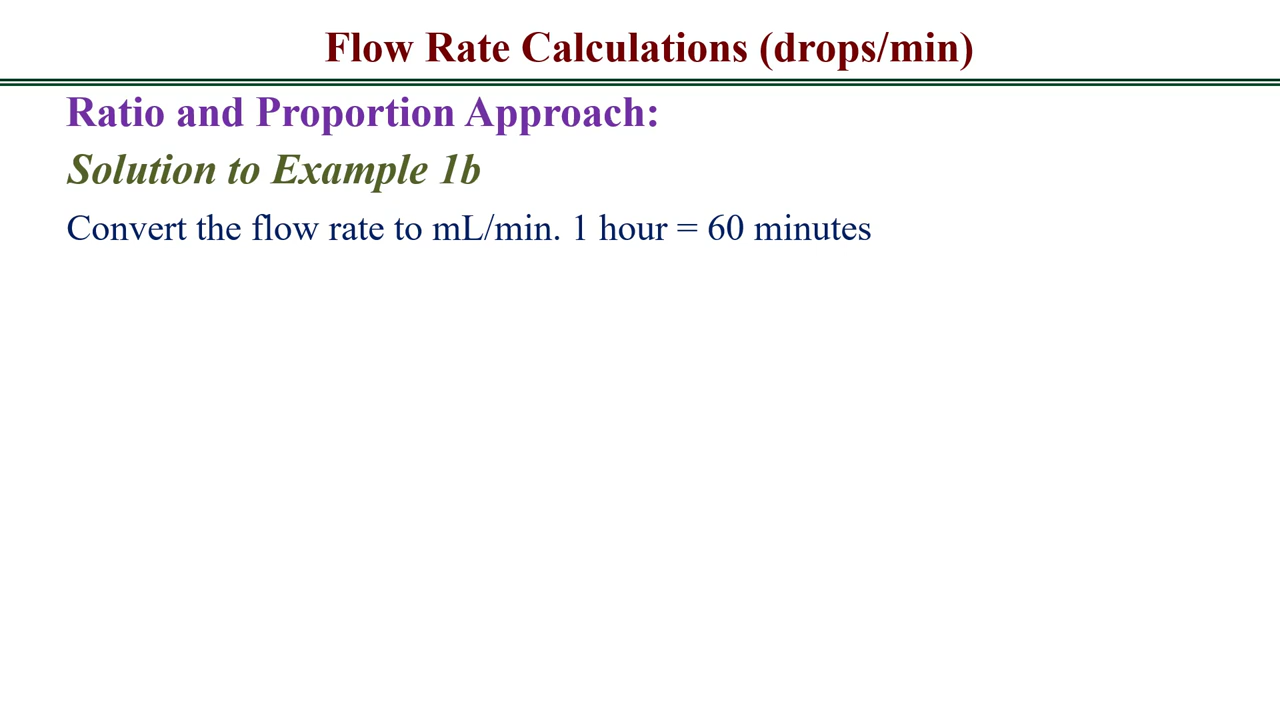 Flow Rate Calculations (drops/min)
Ratio and Proportion Approach:
Solution to Example 1b
Convert the flow rate to mL/min. 1 hour = 60 minutes